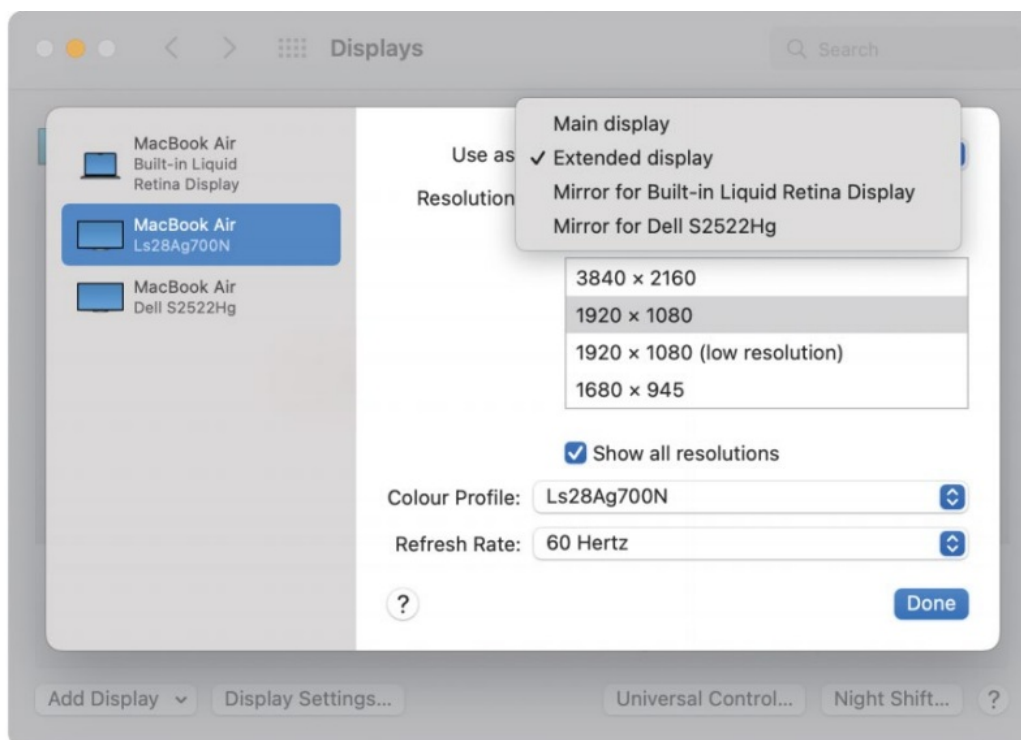 Displays
Search
MacBook Air
Built-in Liquid
Retina Display
MacBook Air
Ls28Ag700N
MacBook Air
Dell S2522Hg
Use as
Main display
✓ Extended display
Mirror for Built-in Liquid Retina Display
Mirror for Dell S2522Hg
Resolution
3840 × 2160
1920 × 1080
1920 × 1080 (low resolution)
1680 × 945
Show all resolutions
Colour Profile: Ls28Ag700N
Refresh Rate: 60 Hertz
? Done
Add Display Display Settings... Universal Control... Night Shift... ?